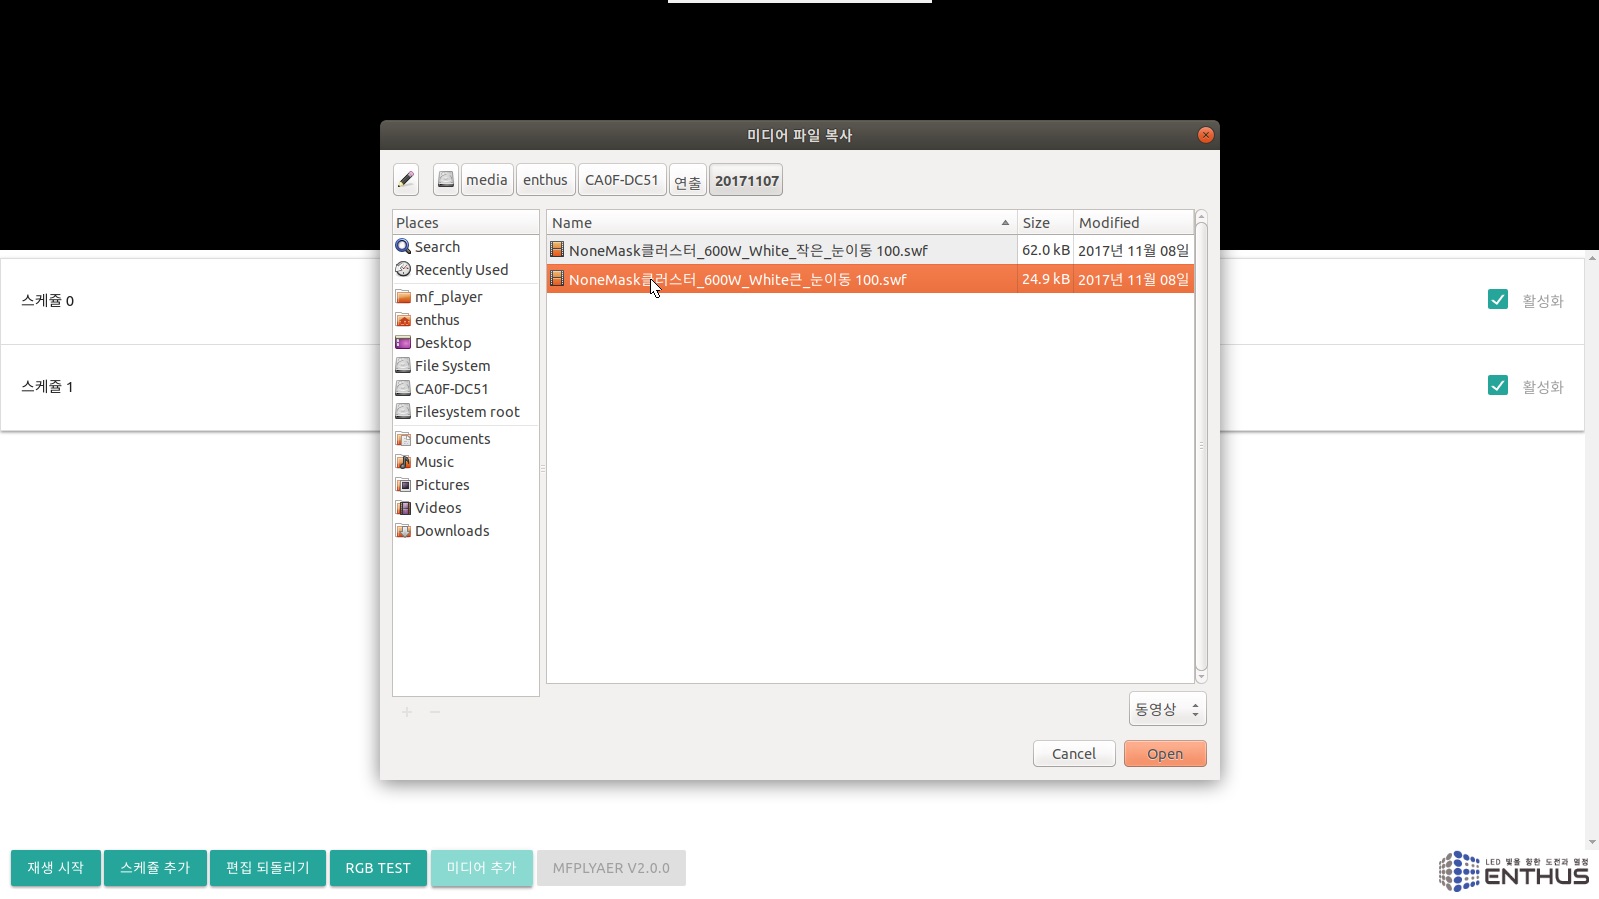 미디어 파일 복사
media enthus CA0F-DC51 연출 20171107
Places
Search
Recently Used
mf_player
enthus
Desktop
File System
CA0F-DC51
Filesystem root
Documents
Music
Pictures
Videos
Downloads
Name Size Modified
NoneMask클러스터_600W_White_작은_눈이동 100.swf 62.0 kB 2017년 11월 08일
NoneMask클러스터_600W_White큰_눈이동 100.swf 24.9 kB 2017년 11월 08일
동영상
Cancel Open
스케쥴 0 활성화
스케쥴 1 활성화
재생 시작 스케쥴 추가 편집 되돌리기 RGB TEST 미디어 추가 MFPLYAER V2.0.0
LED 빛을 향한 도전과 열정
ENTHUS